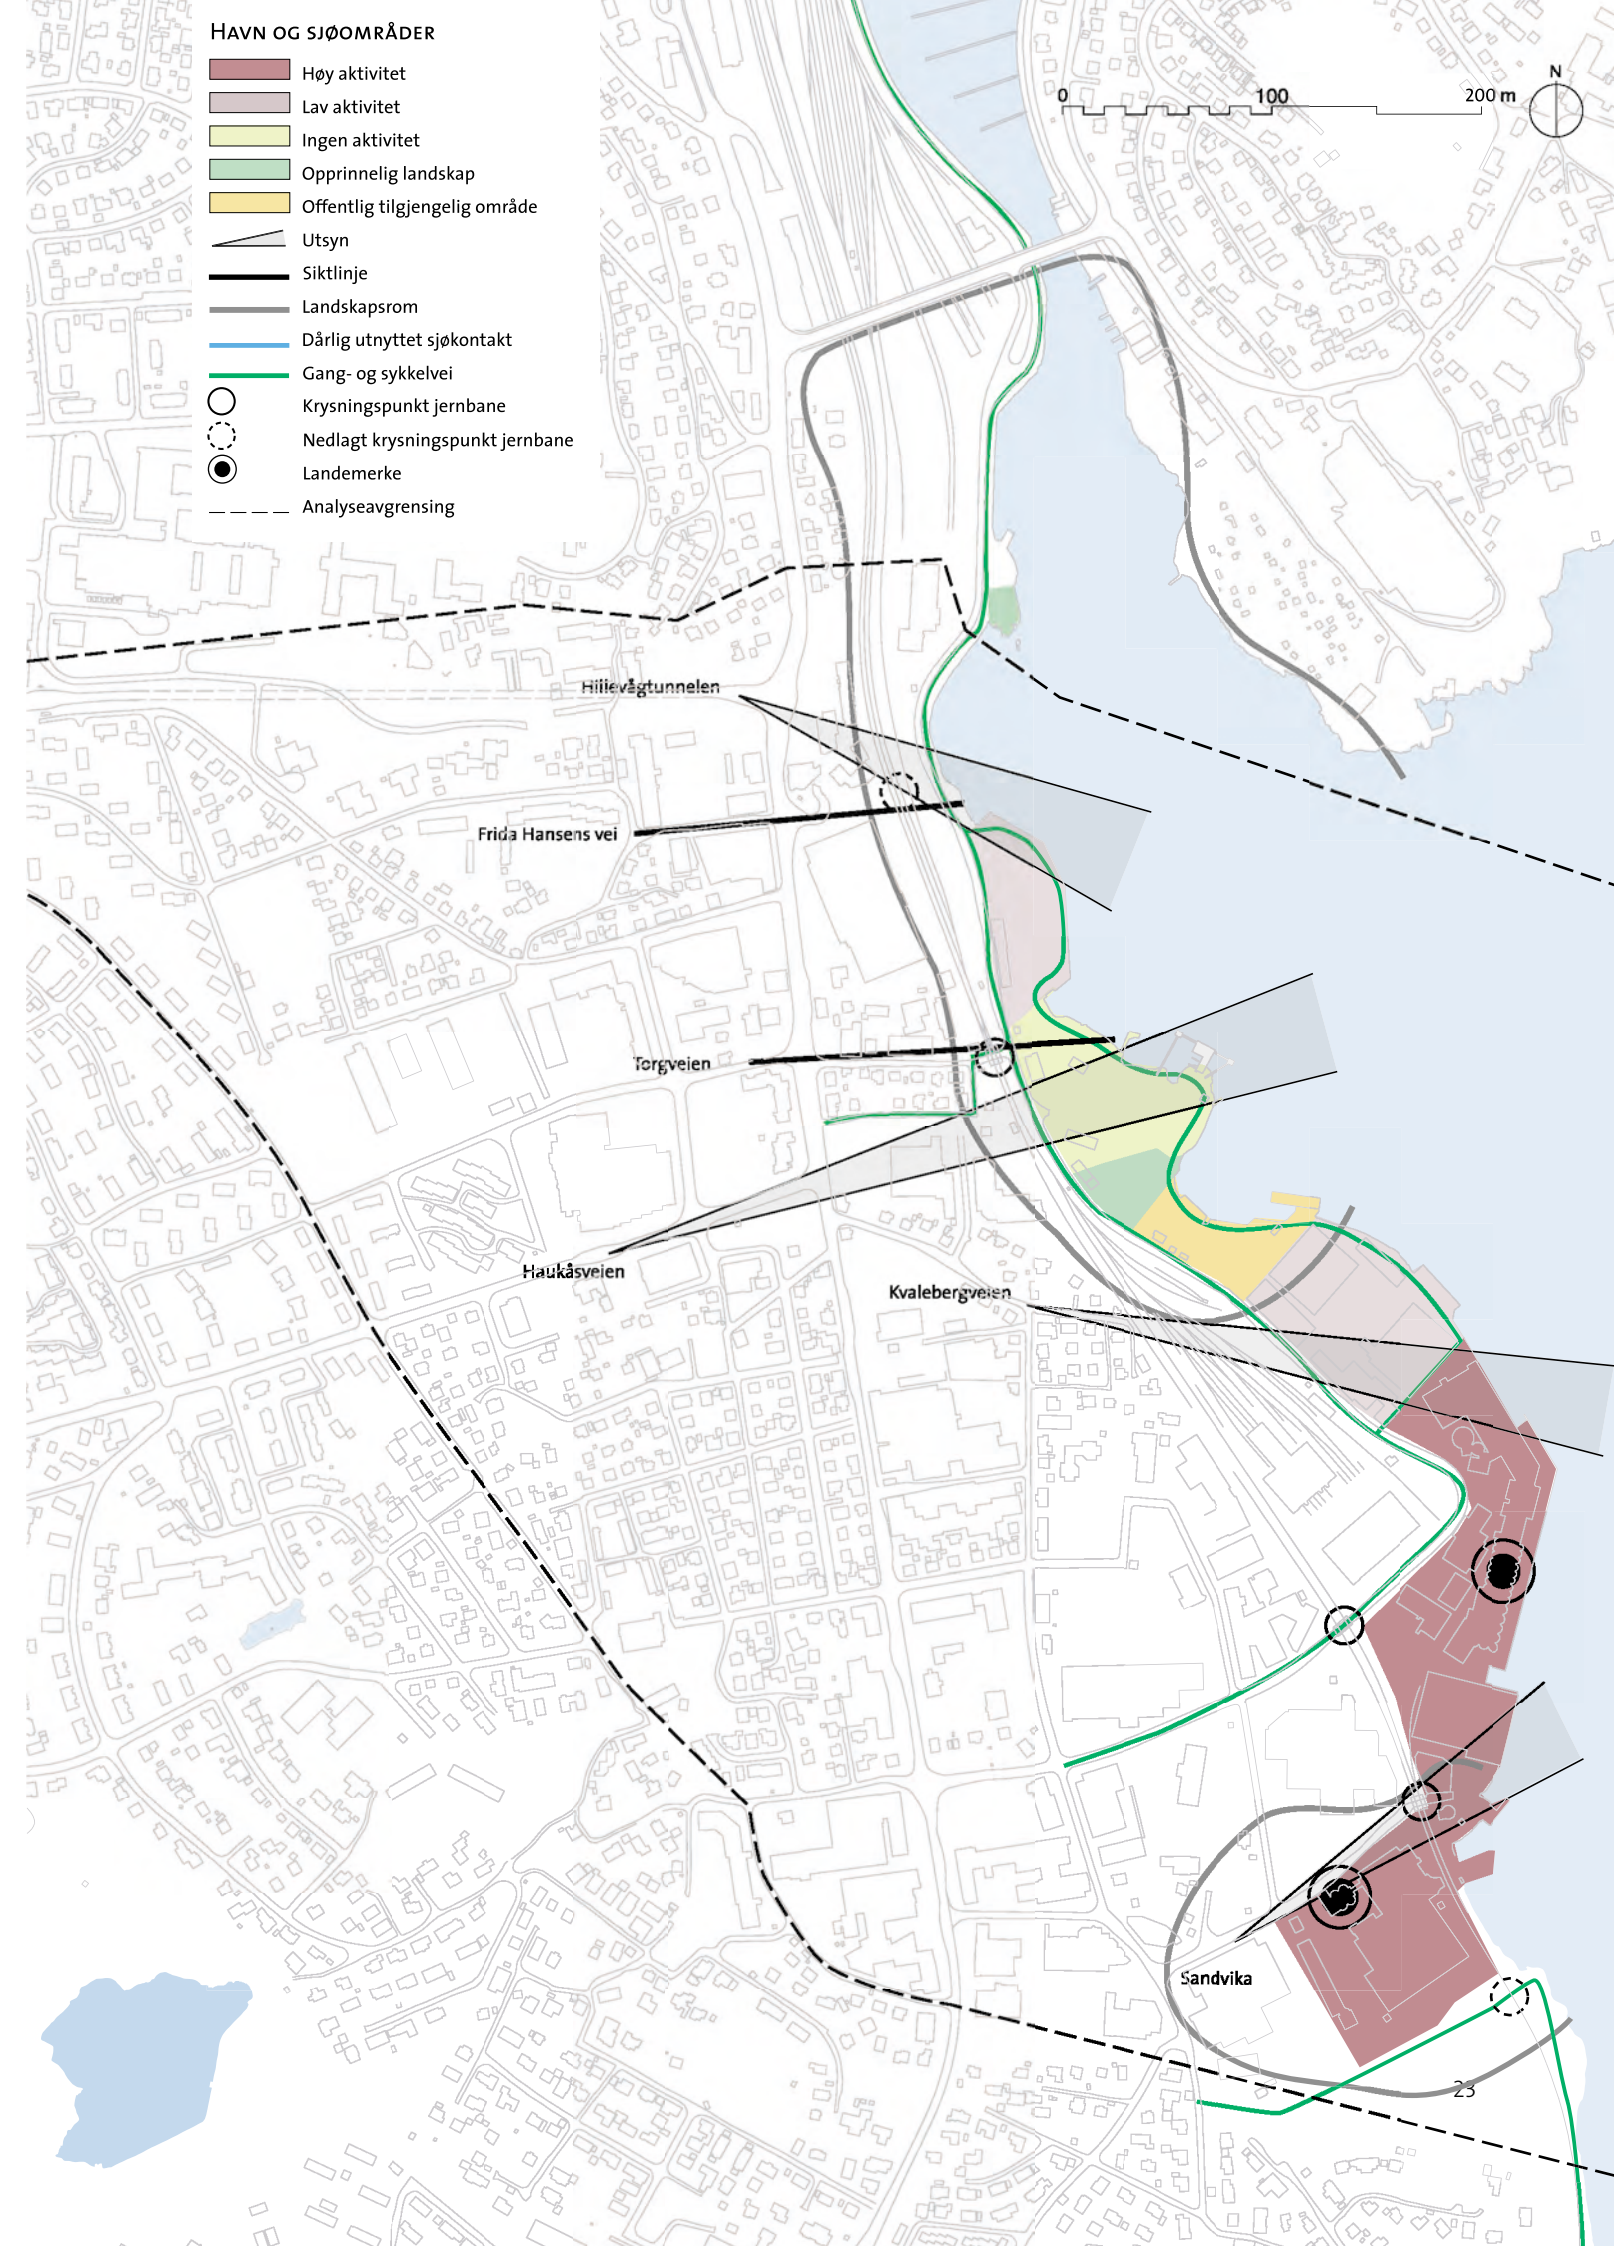 HAVN OG SJØOMRÅDER
Høy aktivitet
Lav aktivitet
Ingen aktivitet
Opprinnelig landskap
Offentlig tilgjengelig område
Utsyn
Siktlinje
Landskapsrom
Dårlig utnyttet sjøkontakt
Gang- og sykkelvei
Krysningspunkt jernbane
Nedlagt krysningspunkt jernbane
Landemerke
Analyseavgrensing
N
0 100 200 m
Hillevågtunnelen
Frida Hansens vei
Torgveien
Haukåsveien
Kvalebergveien
Sandvika
23